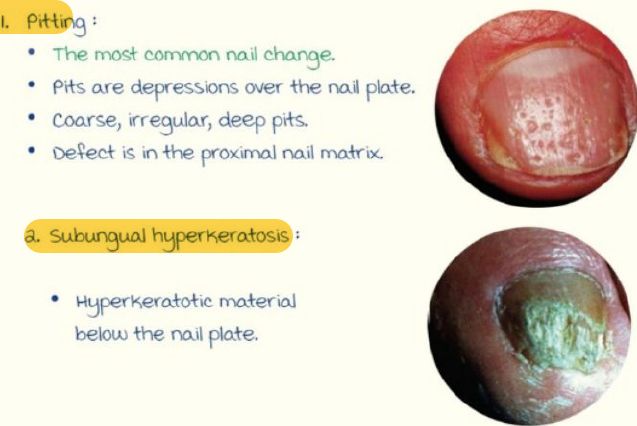 1. Pitting :
• The most common nail change.
• Pits are depressions over the nail plate.
• Coarse, irregular, deep pits.
• Defect is in the proximal nail matrix.
2. Subungual hyperkeratosis :
• Hyperkeratotic material
below the nail plate.